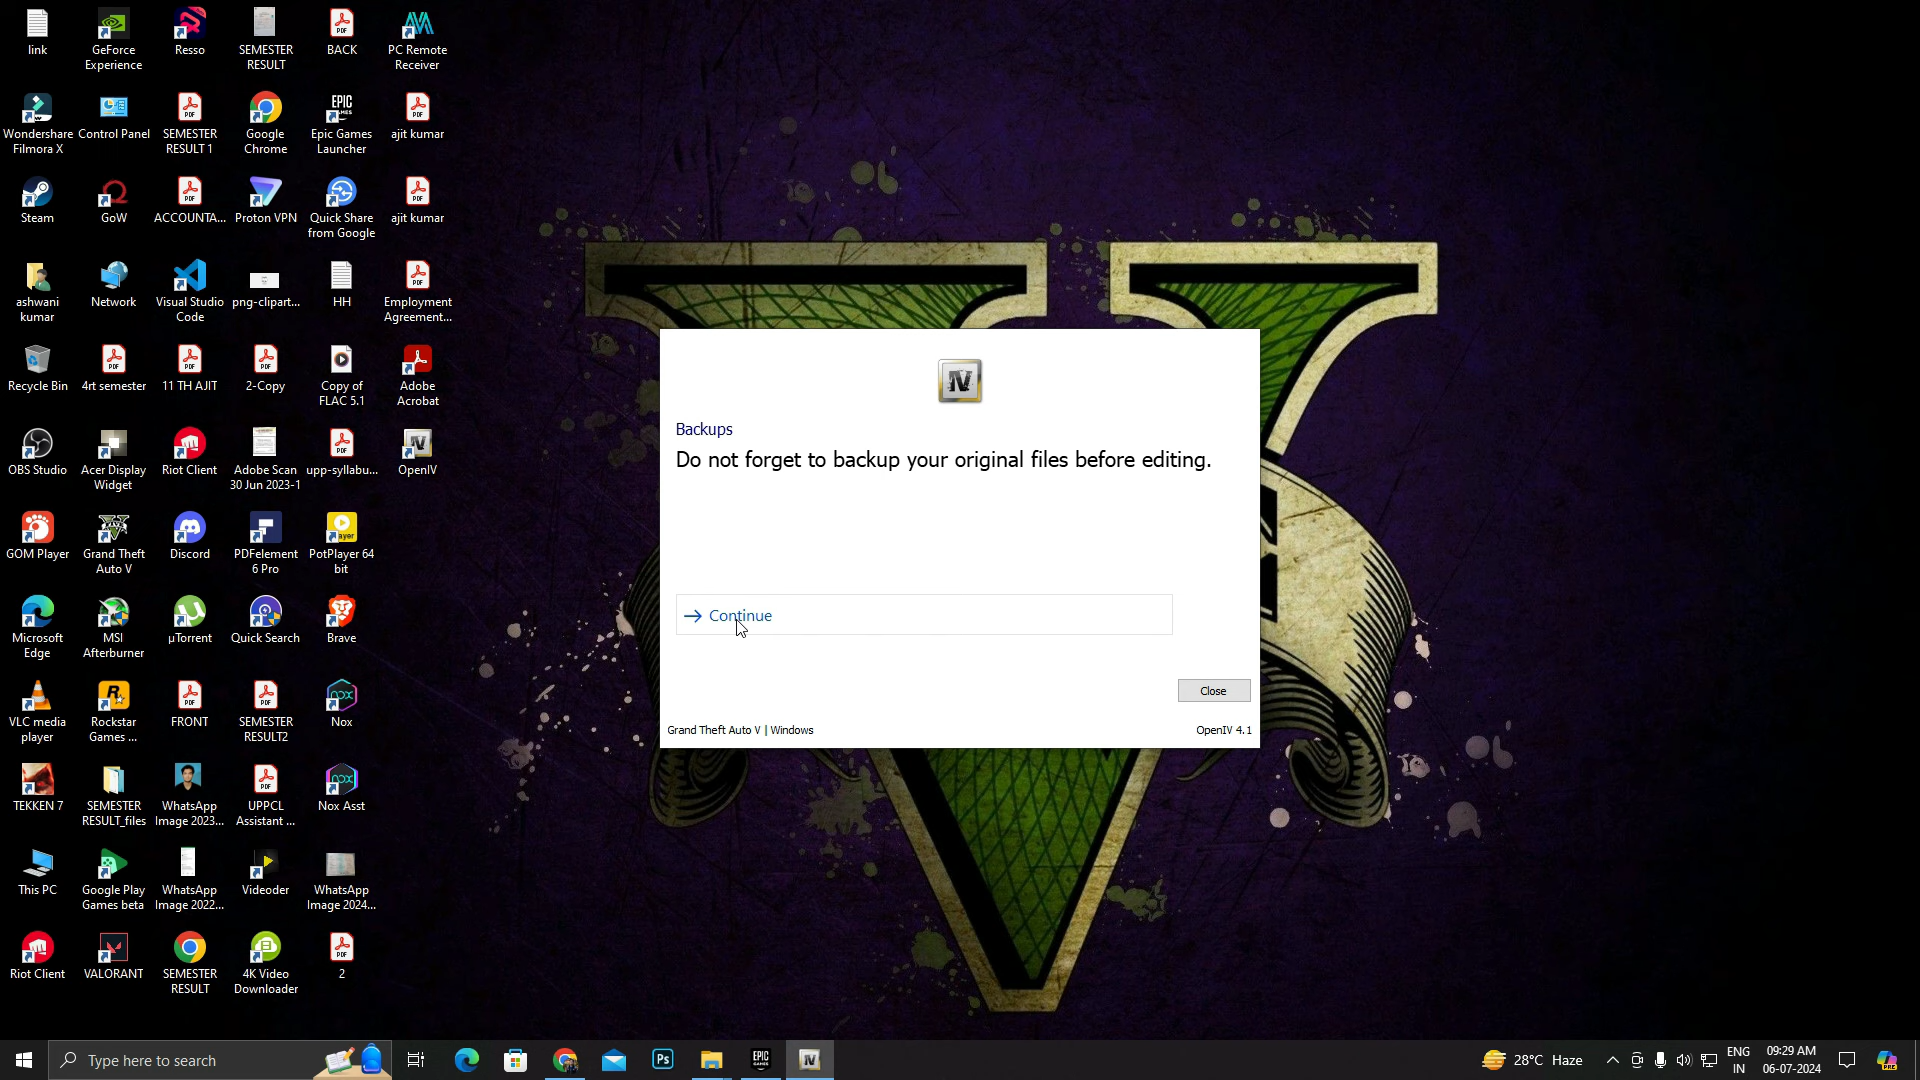 link
GeForce
Experience
Resso
SEMESTER
RESULT
BACK
PC Remote
Receiver
Wondershare
Filmora X
Control Panel
SEMESTER
RESULT 1
Google
Chrome
Epic Games
Launcher
ajit kumar
Steam
GoW
ACCOUNTA...
Proton VPN
Quick Share
from Google
ajit kumar
ashwani
kumar
Network
Visual Studio
Code
png-clipart...
HH
Employment
Agreement...
Recycle Bin
4rt semester
11 TH AJIT
2-Copy
Copy of
FLAC 5.1
Adobe
Acrobat
OBS Studio
Acer Display
Widget
Riot Client
Adobe Scan
30 Jun 2023-1
upp-syllabu...
OpenIV
GOM Player
Grand Theft
Auto V
Discord
PDFelement
6 Pro
PotPlayer 64
bit
Microsoft
Edge
MSI
Afterburner
µTorrent
Quick Search
Brave
VLC media
player
Rockstar
Games ...
FRONT
SEMESTER
RESULT2
Nox
TEKKEN 7
SEMESTER
RESULT_files
WhatsApp
Image 2023...
UPPCL
Assistant ...
Nox Asst
This PC
Google Play
Games beta
WhatsApp
Image 2022...
Videoder
WhatsApp
Image 2024...
Riot Client
VALORANT
SEMESTER
RESULT
4K Video
Downloader
2
IV
Backups
Do not forget to backup your original files before editing.
Continue
Close
Grand Theft Auto V | Windows
OpenIV 4.1
Type here to search
28°C Haze
ENG
IN
09:29 AM
06-07-2024